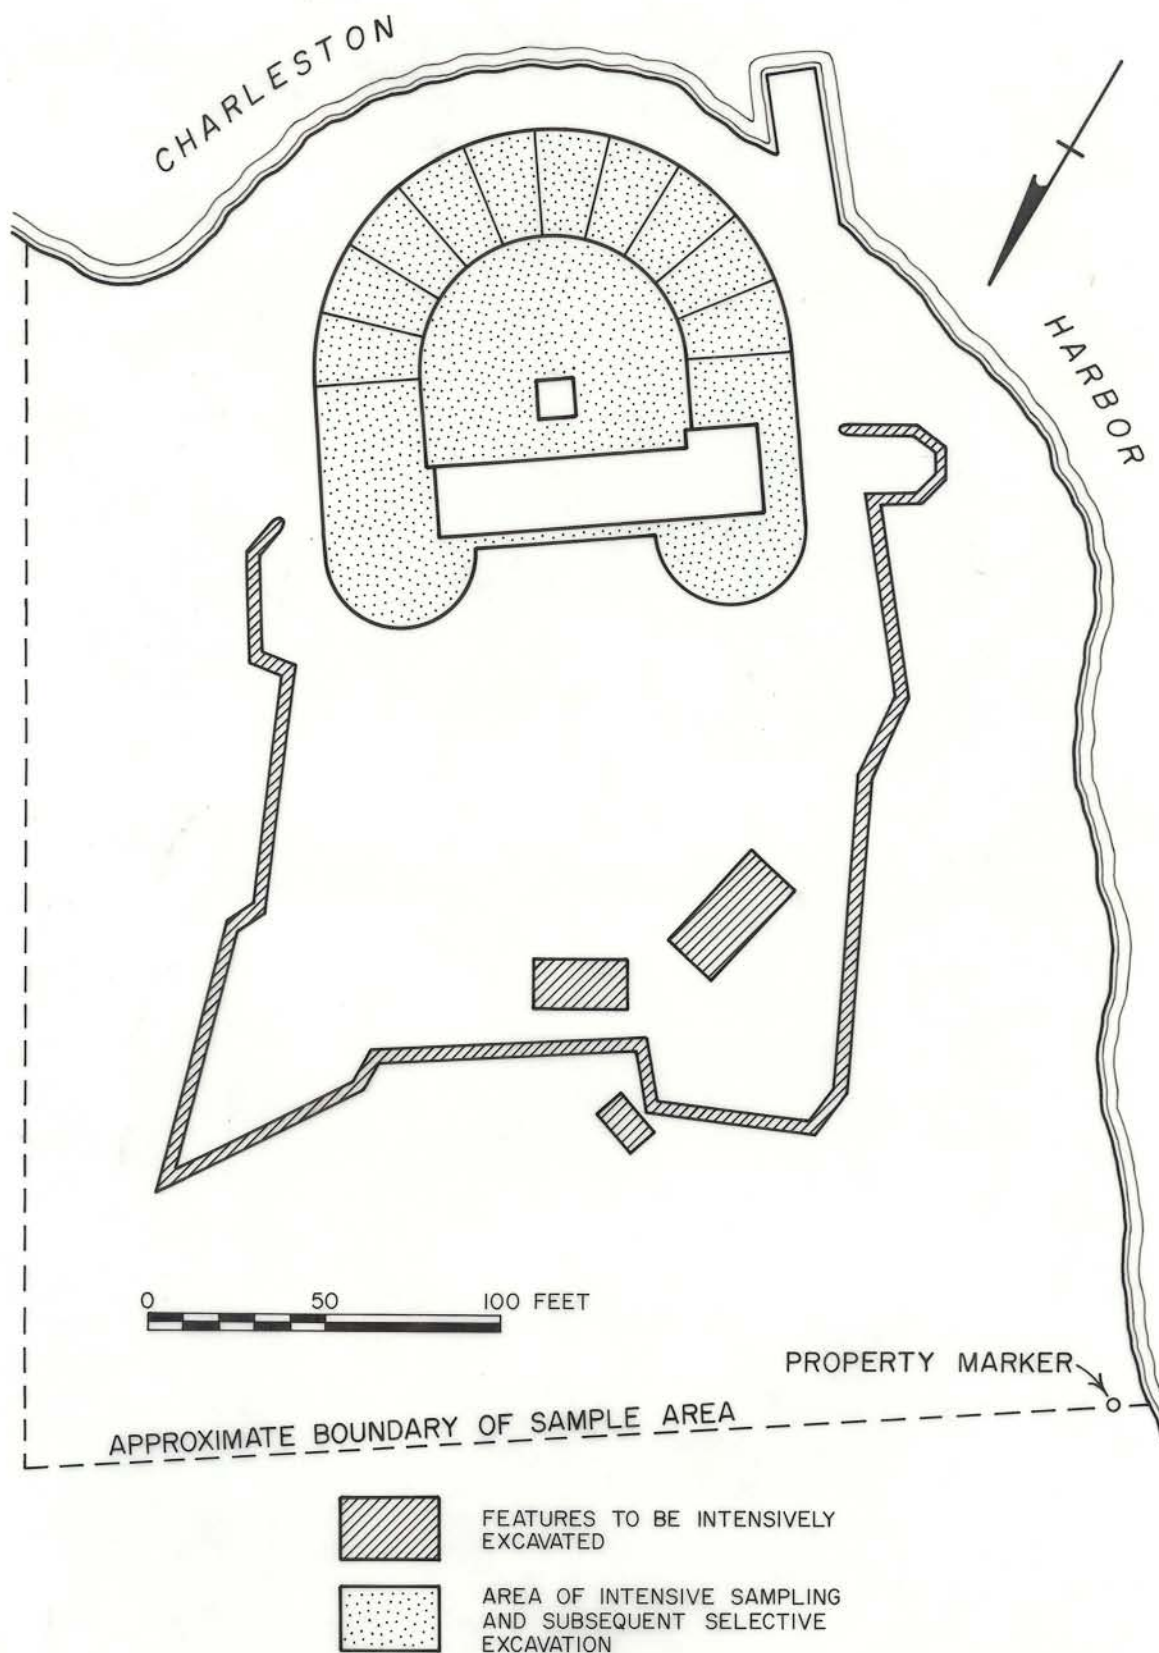 CHARLESTON
HARBOR
0 50 100 FEET
PROPERTY MARKER
APPROXIMATE BOUNDARY OF SAMPLE AREA
FEATURES TO BE INTENSIVELY
EXCAVATED
AREA OF INTENSIVE SAMPLING
AND SUBSEQUENT SELECTIVE
EXCAVATION